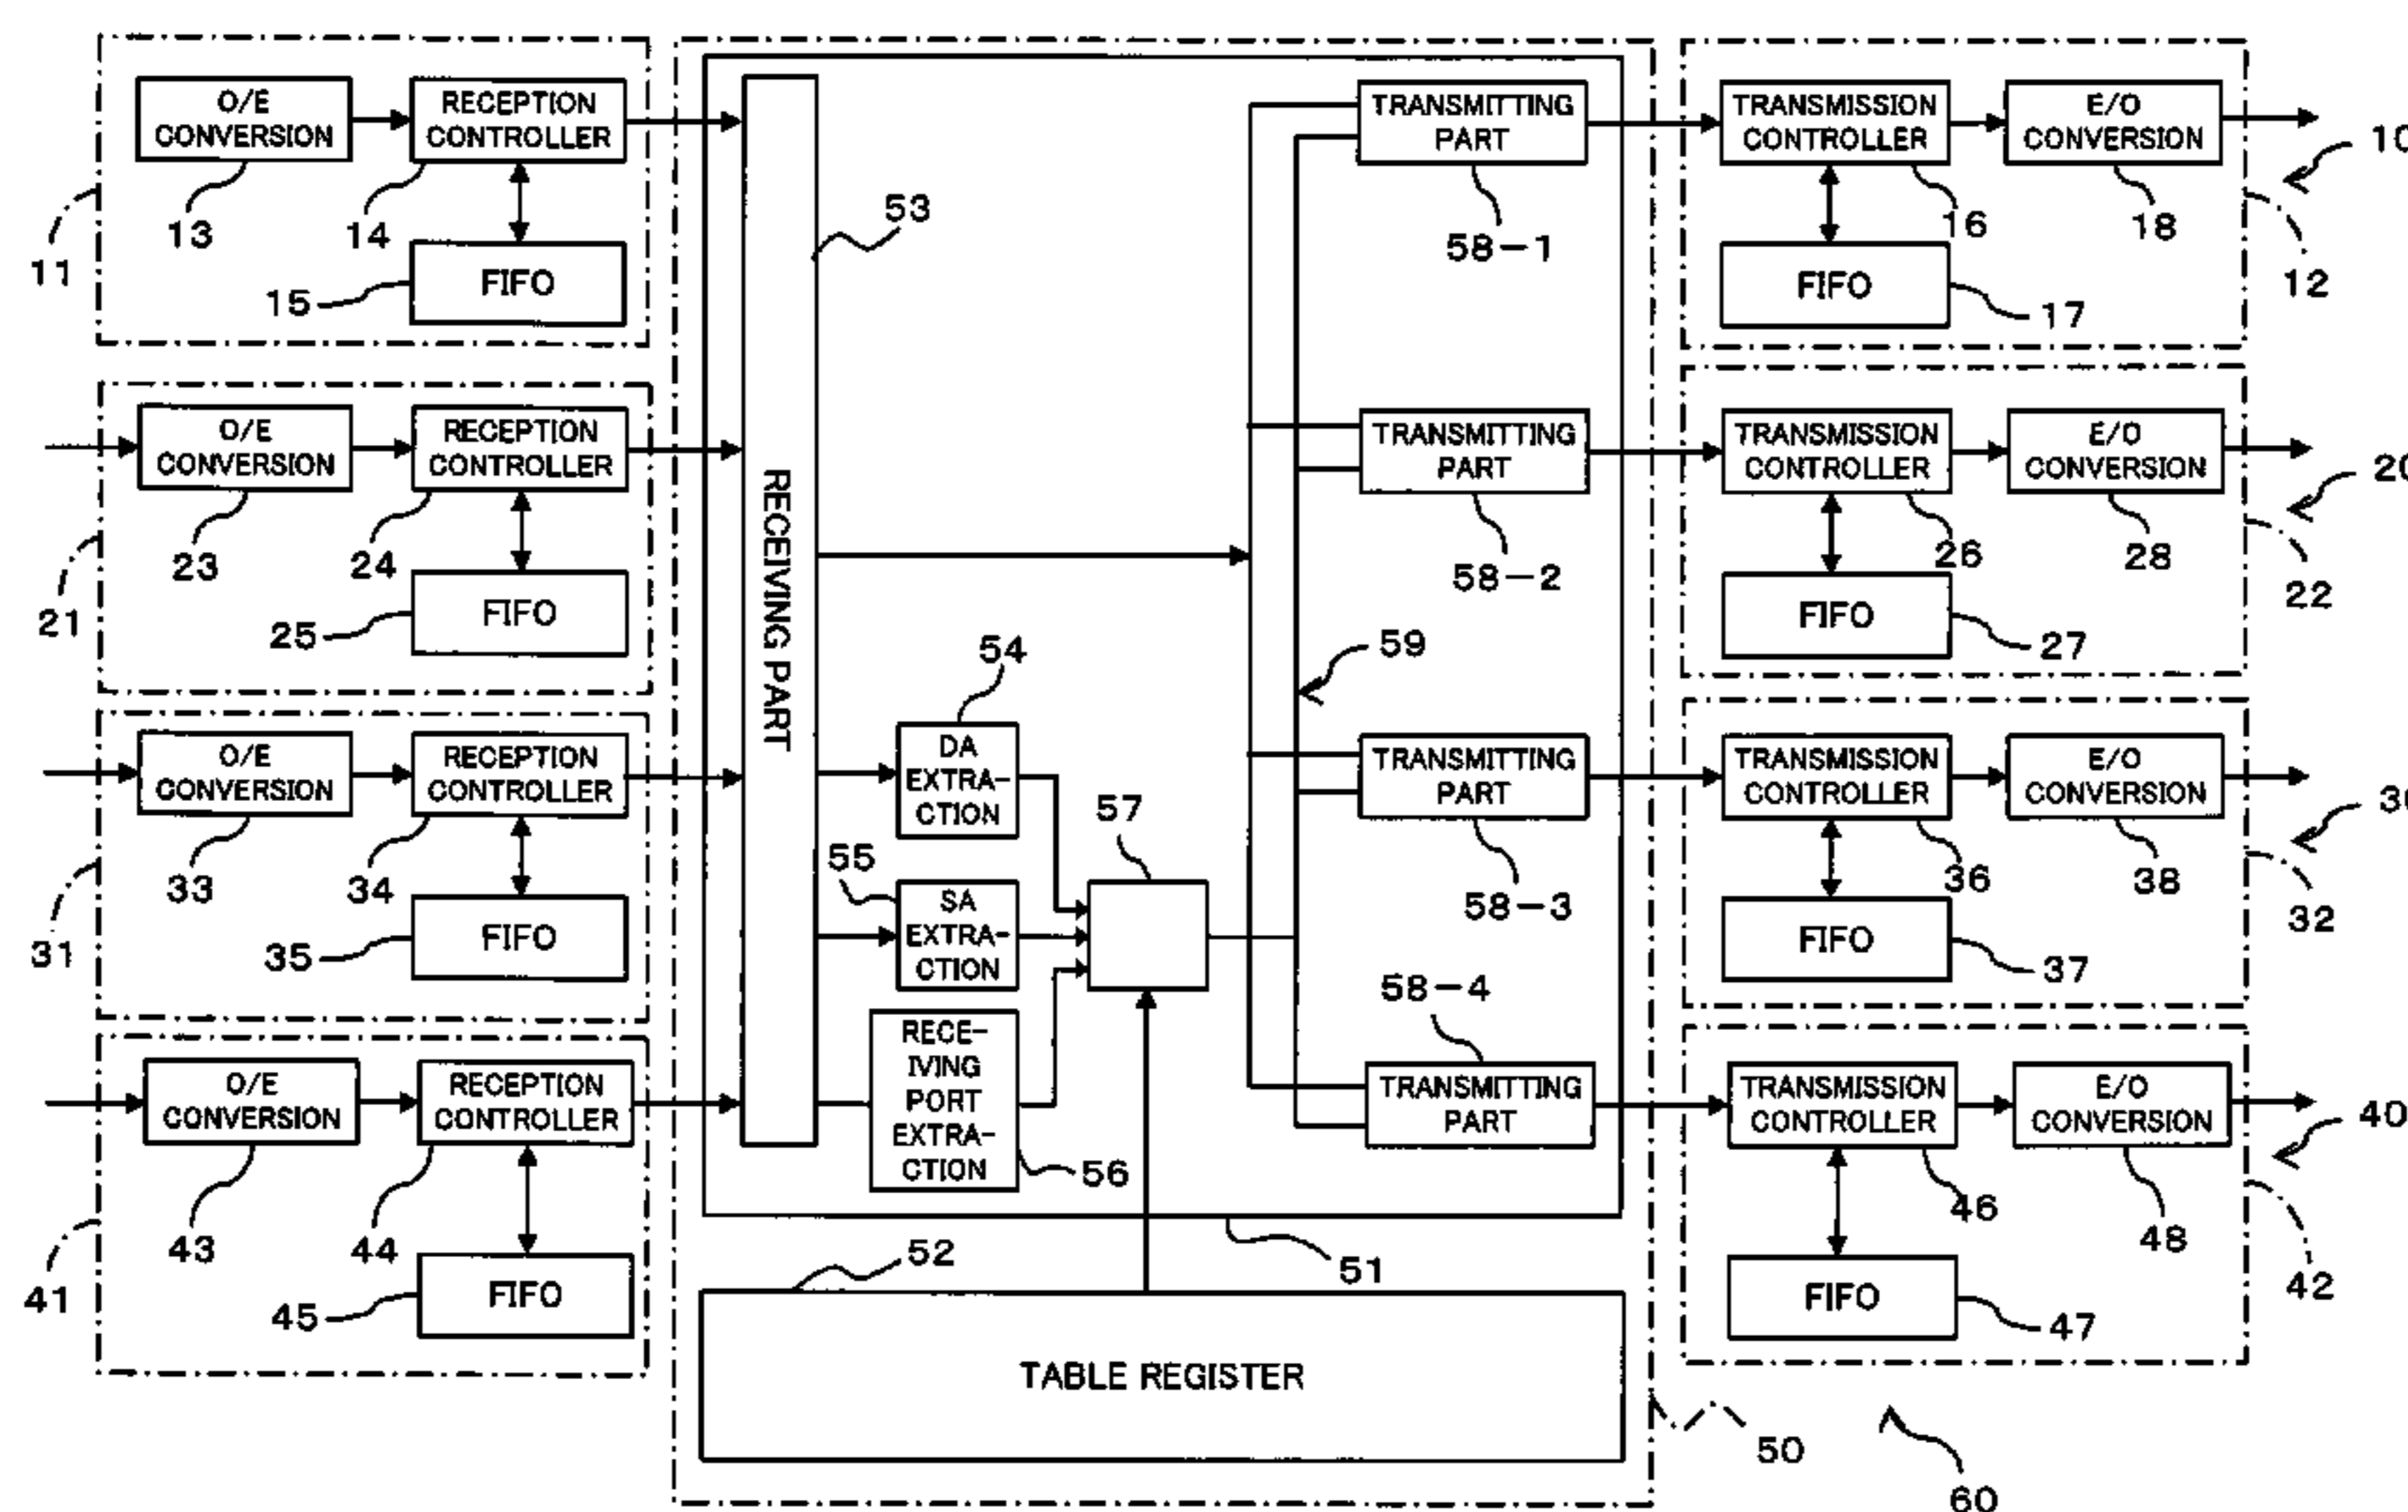 O/E
CONVERSION
RECEPTION
CONTROLLER
13
14
FIFO
15
11
O/E
CONVERSION
RECEPTION
CONTROLLER
23
24
FIFO
25
21
O/E
CONVERSION
RECEPTION
CONTROLLER
33
34
FIFO
35
31
O/E
CONVERSION
RECEPTION
CONTROLLER
43
44
FIFO
45
41
RECEIVING PART
53
54
DA
EXTRA-
CTION
55
SA
EXTRA-
CTION
RECE-
IVING
PORT
EXTRA-
CTION
56
57
59
TRANSMITTING
PART
58-1
TRANSMITTING
PART
58-2
TRANSMITTING
PART
58-3
58-4
TRANSMITTING
PART
51
52
TABLE REGISTER
50
60
TRANSMISSION
CONTROLLER
E/O
CONVERSION
10
16
18
FIFO
17
12
TRANSMISSION
CONTROLLER
E/O
CONVERSION
20
26
28
FIFO
27
22
TRANSMISSION
CONTROLLER
E/O
CONVERSION
30
36
38
FIFO
37
32
TRANSMISSION
CONTROLLER
E/O
CONVERSION
40
46
48
FIFO
47
42